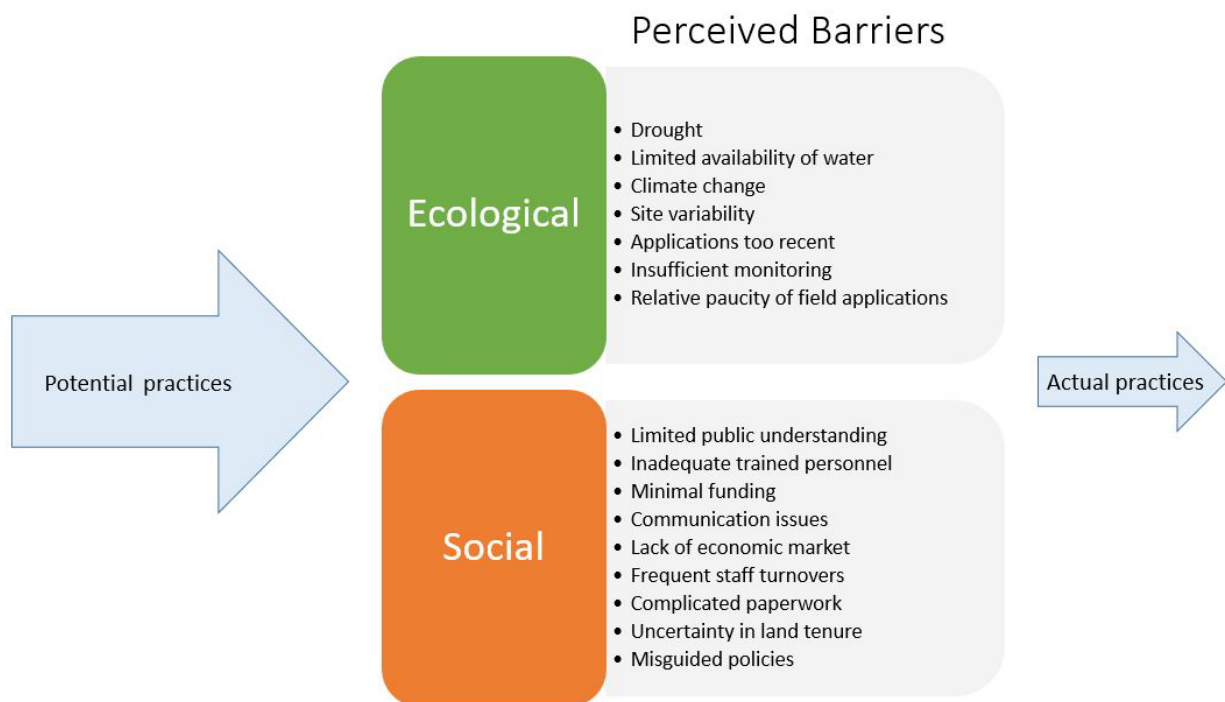 Perceived Barriers
Potential practices
Ecological
• Drought
• Limited availability of water
• Climate change
• Site variability
• Applications too recent
• Insufficient monitoring
• Relative paucity of field applications
Social
• Limited public understanding
• Inadequate trained personnel
• Minimal funding
• Communication issues
• Lack of economic market
• Frequent staff turnovers
• Complicated paperwork
• Uncertainty in land tenure
• Misguided policies
Actual practices